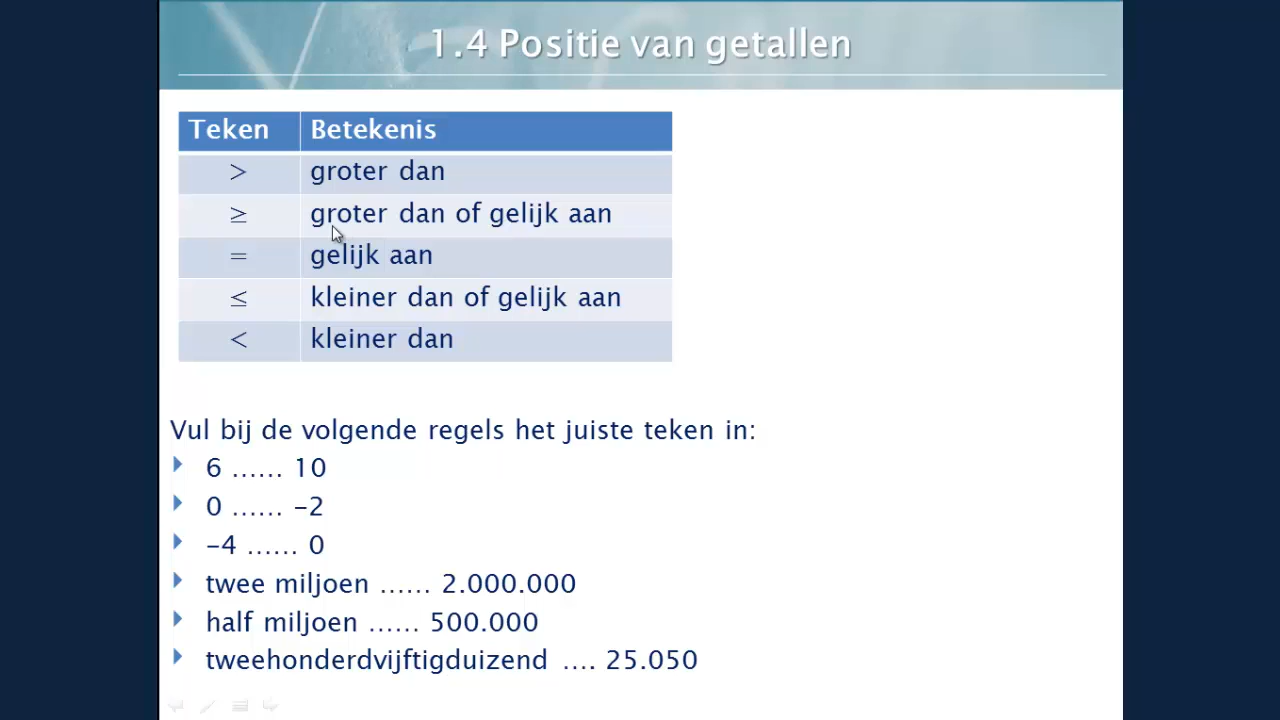 1.4 Positie van getallen
Teken Betekenis
> groter dan
≥ groter dan of gelijk aan
= gelijk aan
≤ kleiner dan of gelijk aan
< kleiner dan
Vul bij de volgende regels het juiste teken in:
6 ...... 10
0 ...... -2
-4 ...... 0
twee miljoen ...... 2.000.000
half miljoen ...... 500.000
tweehonderdvijftigduizend .... 25.050